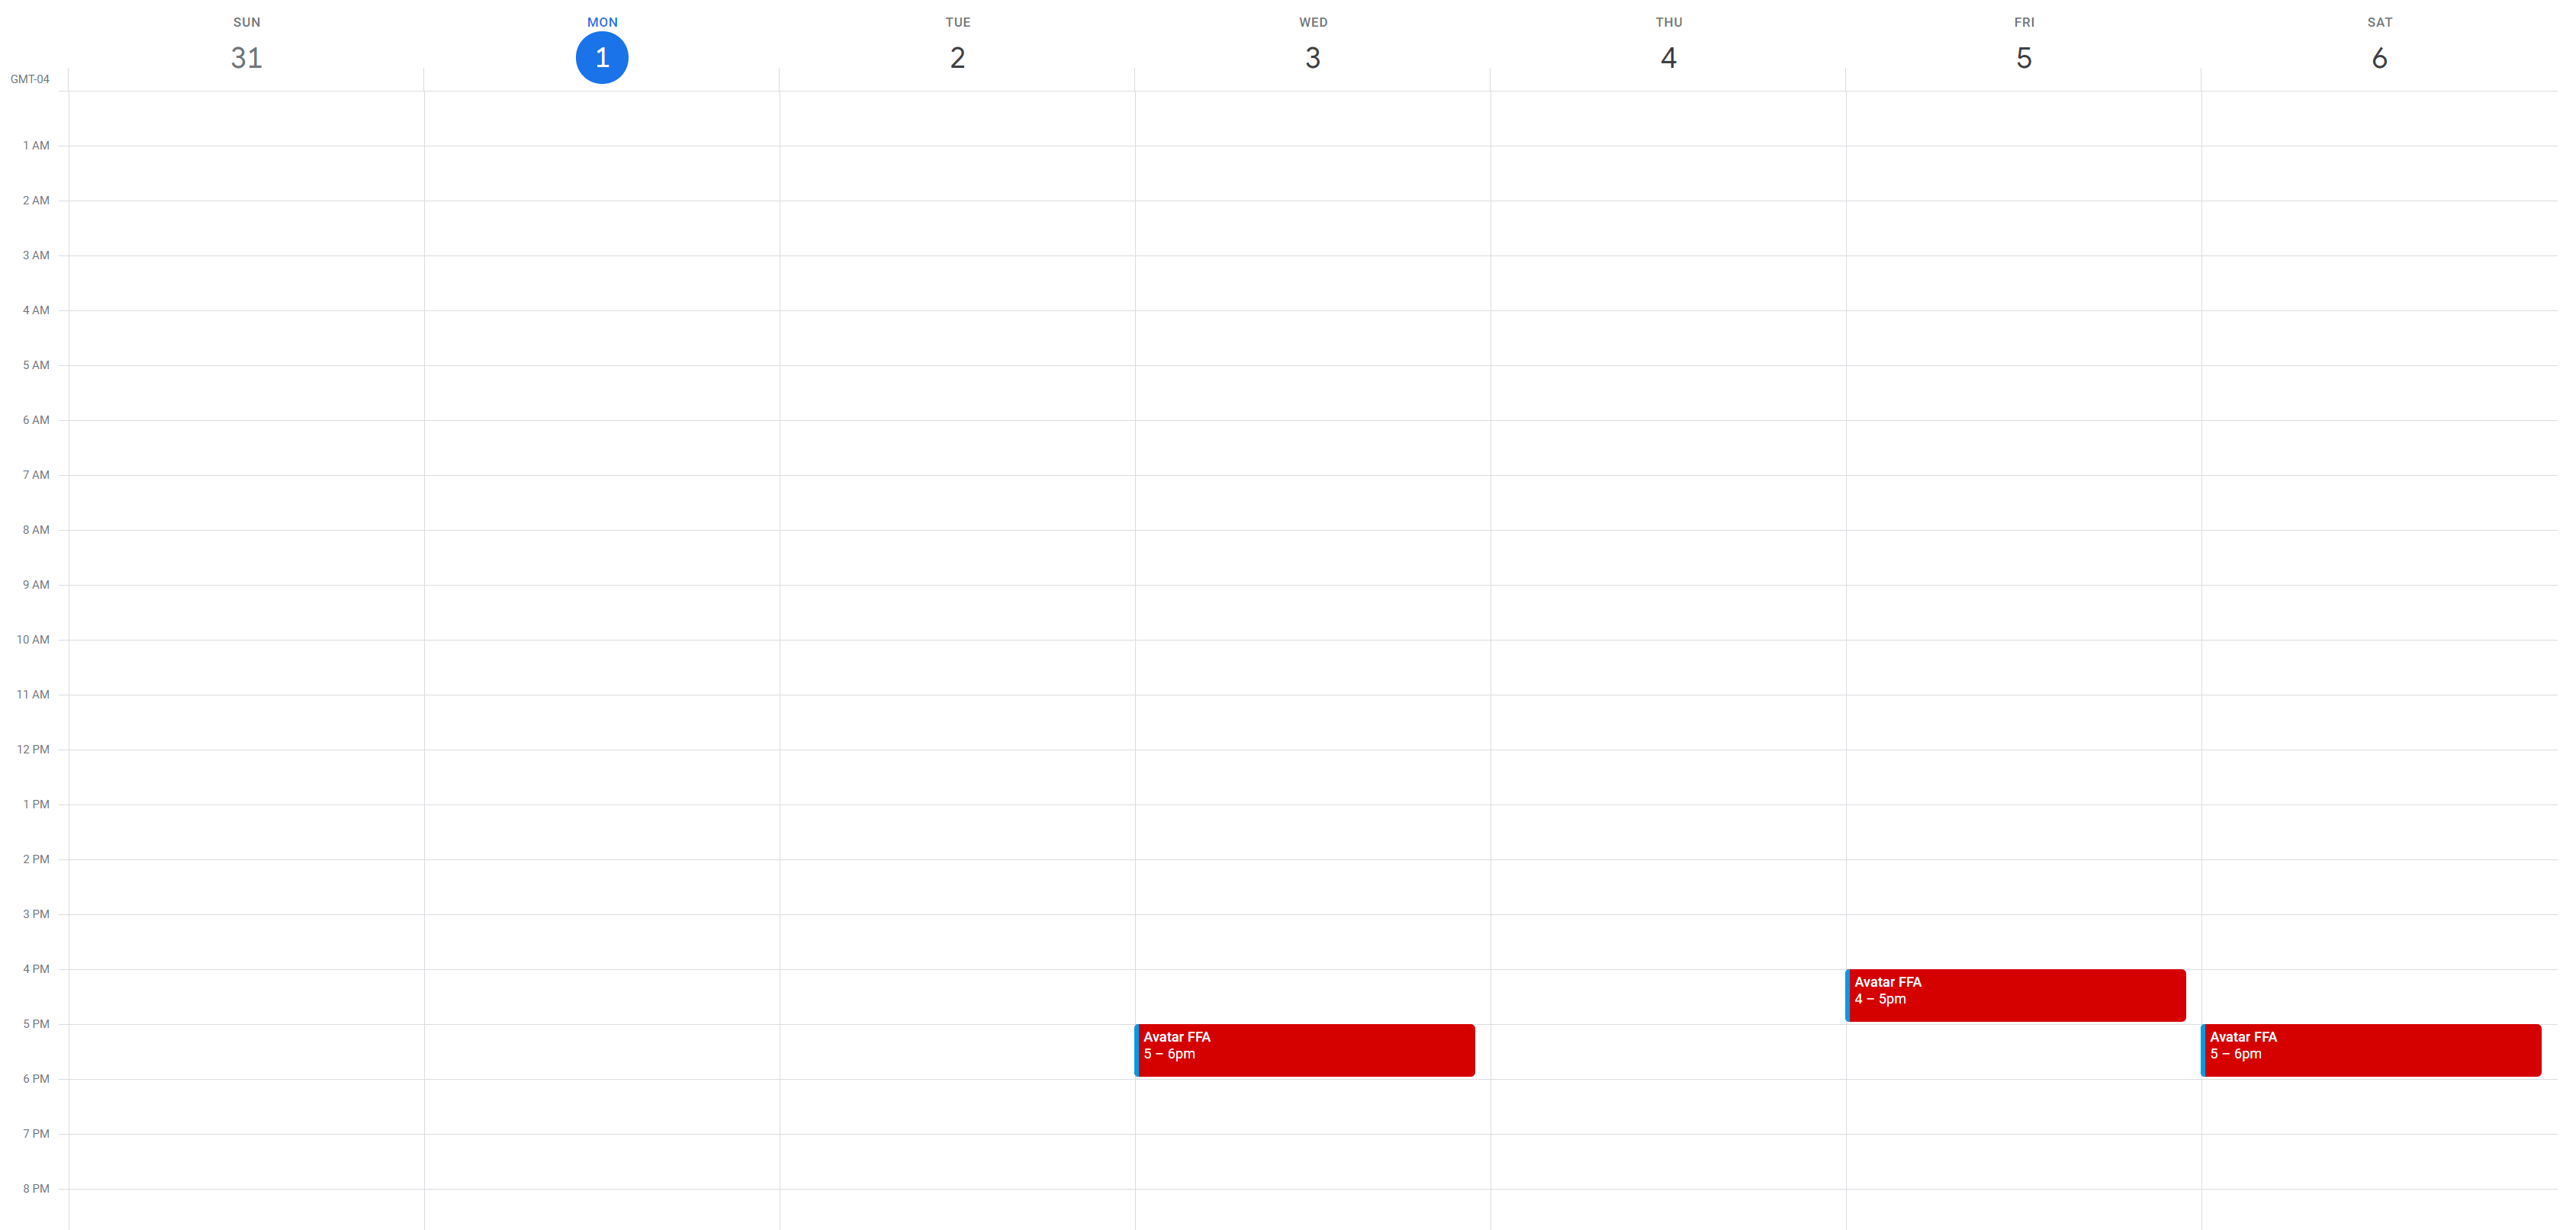 SUN
MON
TUE
WED
THU
FRI
SAT
31
1
2
3
4
5
6
GMT-04
1 AM
2 AM
3 AM
4 AM
5 AM
6 AM
7 AM
8 AM
9 AM
10 AM
11 AM
12 PM
1 PM
2 PM
3 PM
4 PM
Avatar FFA
4 – 5pm
5 PM
Avatar FFA
5 – 6pm
Avatar FFA
5 – 6pm
6 PM
7 PM
8 PM